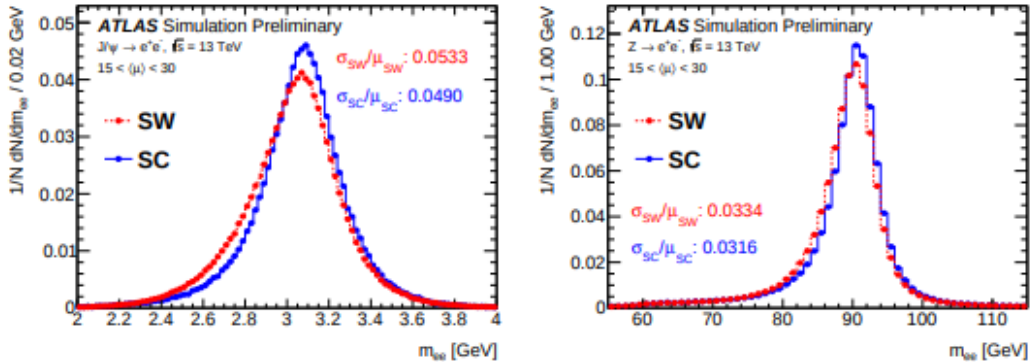 ATLAS Simulation Preliminary
J/ψ → e⁺e⁻, √s = 13 TeV
15 < ⟨μ⟩ < 30
σSW/μSW: 0.0533
σSC/μSC: 0.0490
SW
SC
1/N dN/dmee / 0.02 GeV
0.05
0.04
0.03
0.02
0.01
0
2 2.2 2.4 2.6 2.8 3 3.2 3.4 3.6 3.8 4
mee [GeV]
ATLAS Simulation Preliminary
Z → e⁺e⁻, √s = 13 TeV
15 < ⟨μ⟩ < 30
SW
SC
σSW/μSW: 0.0334
σSC/μSC: 0.0316
1/N dN/dmee / 1.00 GeV
0.12
0.1
0.08
0.06
0.04
0.02
0
60 70 80 90 100 110
mee [GeV]